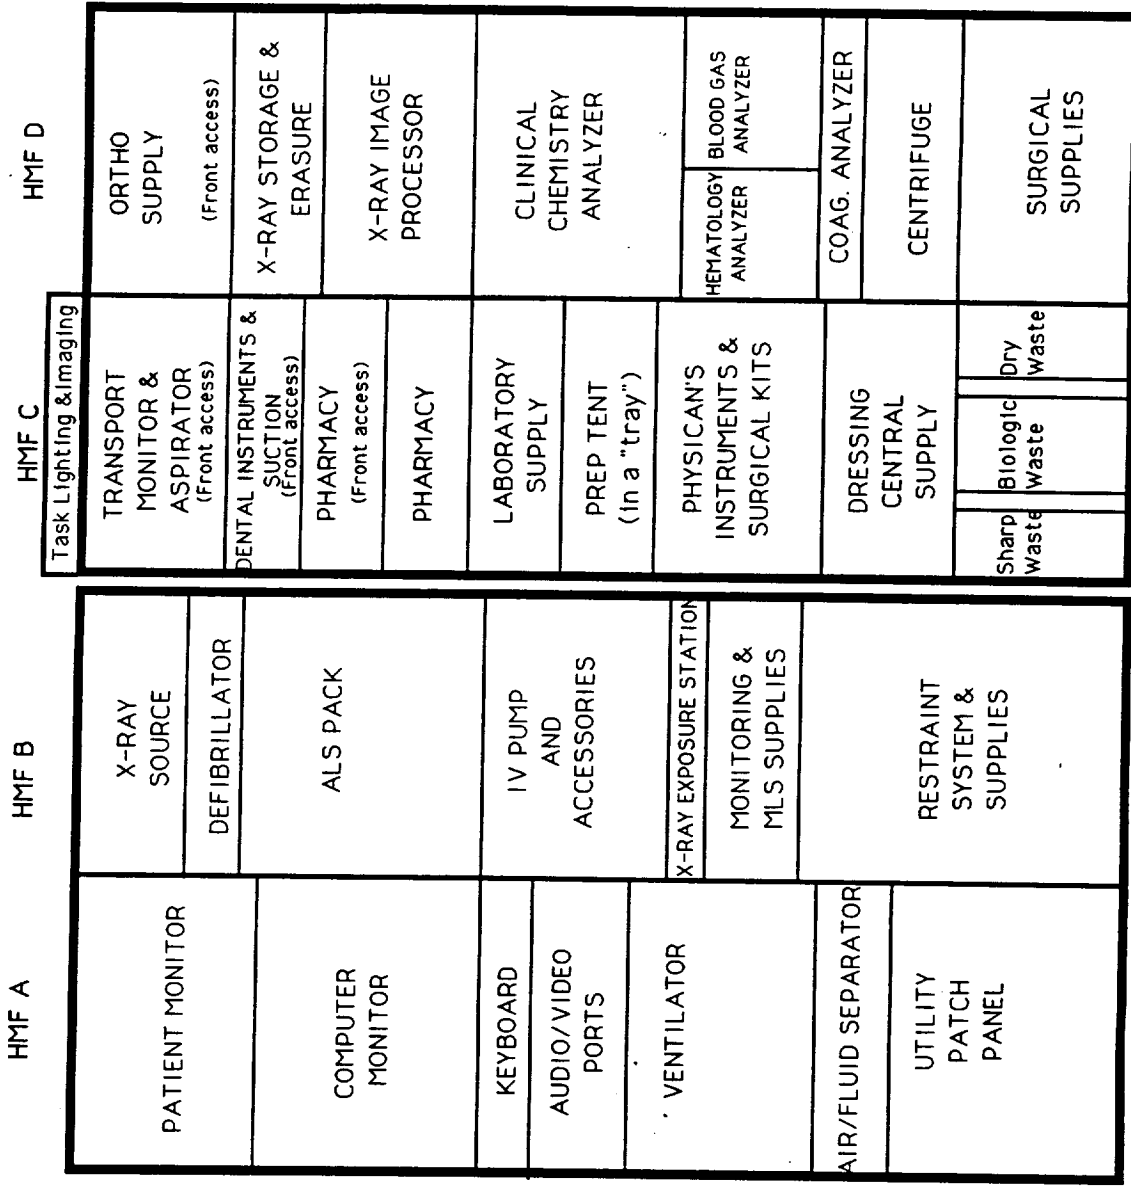 HMF A
PATIENT MONITOR
COMPUTER
MONITOR
KEYBOARD
AUDIO/VIDEO
PORTS
VENTILATOR
AIR/FLUID SEPARATOR
UTILITY
PATCH
PANEL
HMF B
X-RAY
SOURCE
DEFIBRILLATOR
ALS PACK
IV PUMP
AND
ACCESSORIES
X-RAY EXPOSURE STATION
MONITORING &
MLS SUPPLIES
RESTRAINT
SYSTEM &
SUPPLIES
HMF C
Task Lighting & Imaging
TRANSPORT
MONITOR &
ASPIRATOR
(Front access)
DENTAL INSTRUMENTS &
SUCTION
(Front access)
PHARMACY
(Front access)
PHARMACY
LABORATORY
SUPPLY
PREP TENT
(in a "tray")
PHYSICAN'S
INSTRUMENTS &
SURGICAL KITS
DRESSING
CENTRAL
SUPPLY
Sharp
Waste
Biologic
Waste
Dry
Waste
HMF D
ORTHO
SUPPLY
(Front access)
X-RAY STORAGE &
ERASURE
X-RAY IMAGE
PROCESSOR
CLINICAL
CHEMISTRY
ANALYZER
HEMATOLOGY
ANALYZER
BLOOD GAS
ANALYZER
COAG. ANALYZER
CENTRIFUGE
SURGICAL
SUPPLIES